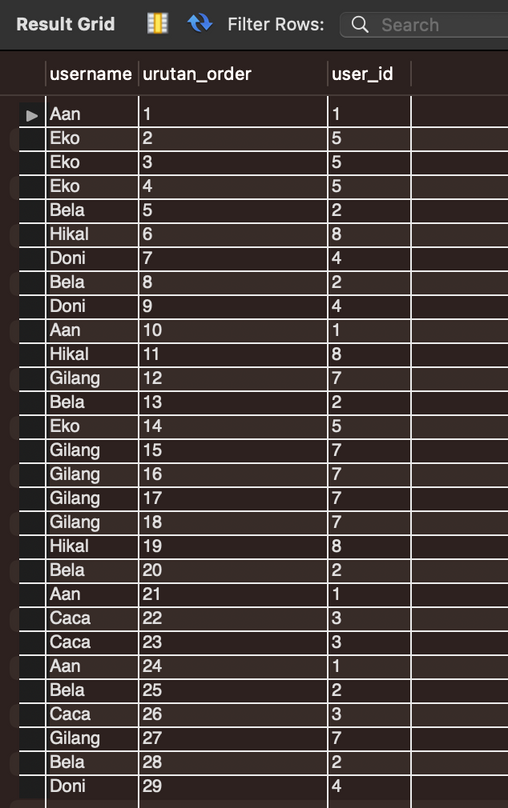 Result Grid Filter Rows: Search
username urutan_order user_id
Aan 1 1
Eko 2 5
Eko 3 5
Eko 4 5
Bela 5 2
Hikal 6 8
Doni 7 4
Bela 8 2
Doni 9 4
Aan 10 1
Hikal 11 8
Gilang 12 7
Bela 13 2
Eko 14 5
Gilang 15 7
Gilang 16 7
Gilang 17 7
Gilang 18 7
Hikal 19 8
Bela 20 2
Aan 21 1
Caca 22 3
Caca 23 3
Aan 24 1
Bela 25 2
Caca 26 3
Gilang 27 7
Bela 28 2
Doni 29 4